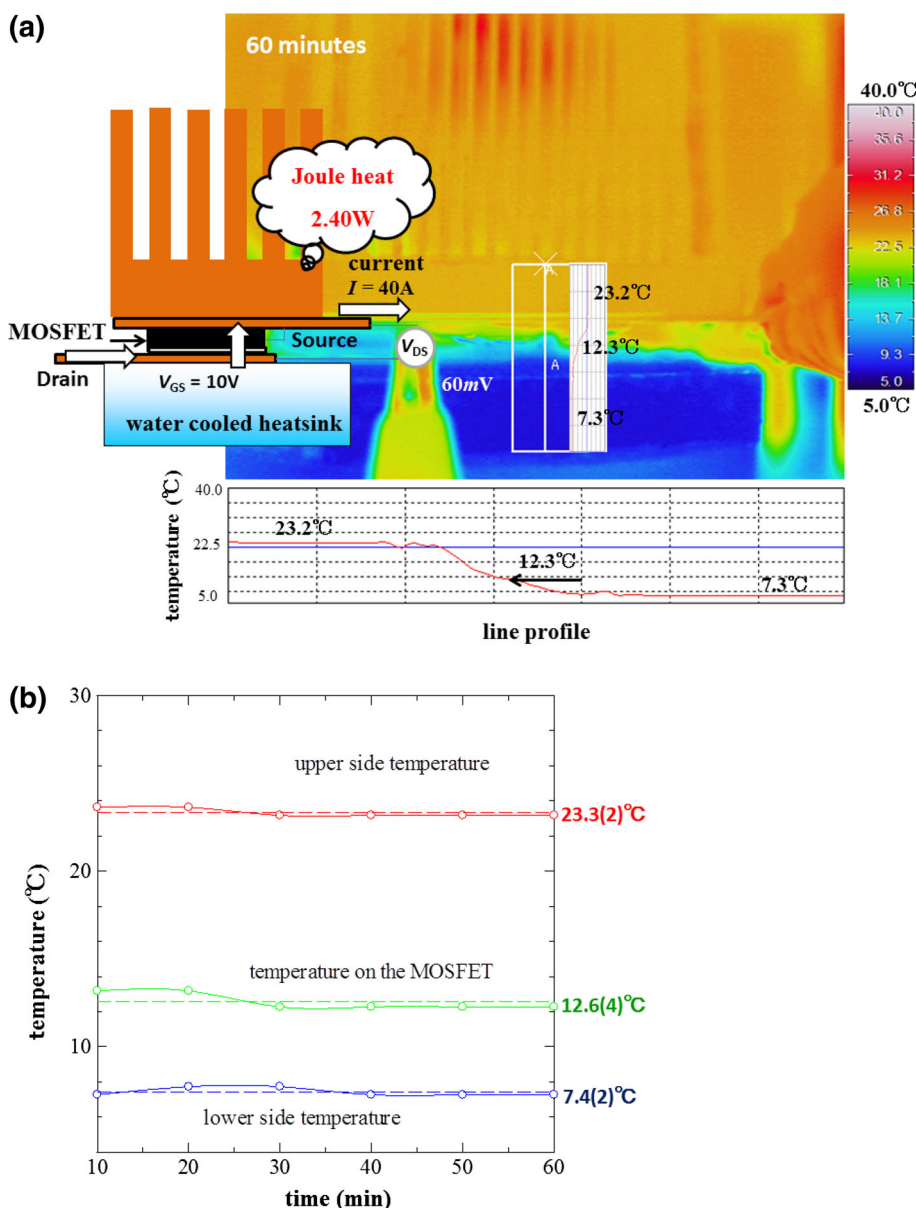 (a)
60 minutes
40.0℃
40.0
35.6
31.2
26.8
22.5
18.1
13.7
9.3
5.0
5.0℃
Joule heat
2.40W
current
I = 40A
MOSFET
Source
Drain
V_GS = 10V
V_DS
60mV
water cooled heatsink
A
23.2℃
12.3℃
A
7.3℃
temperature (℃)
40.0
22.5
5.0
23.2℃
12.3℃
7.3℃
line profile
(b)
temperature (℃)
30
20
10
upper side temperature
23.3(2)℃
temperature on the MOSFET
12.6(4)℃
7.4(2)℃
lower side temperature
10 20 30 40 50 60
time (min)